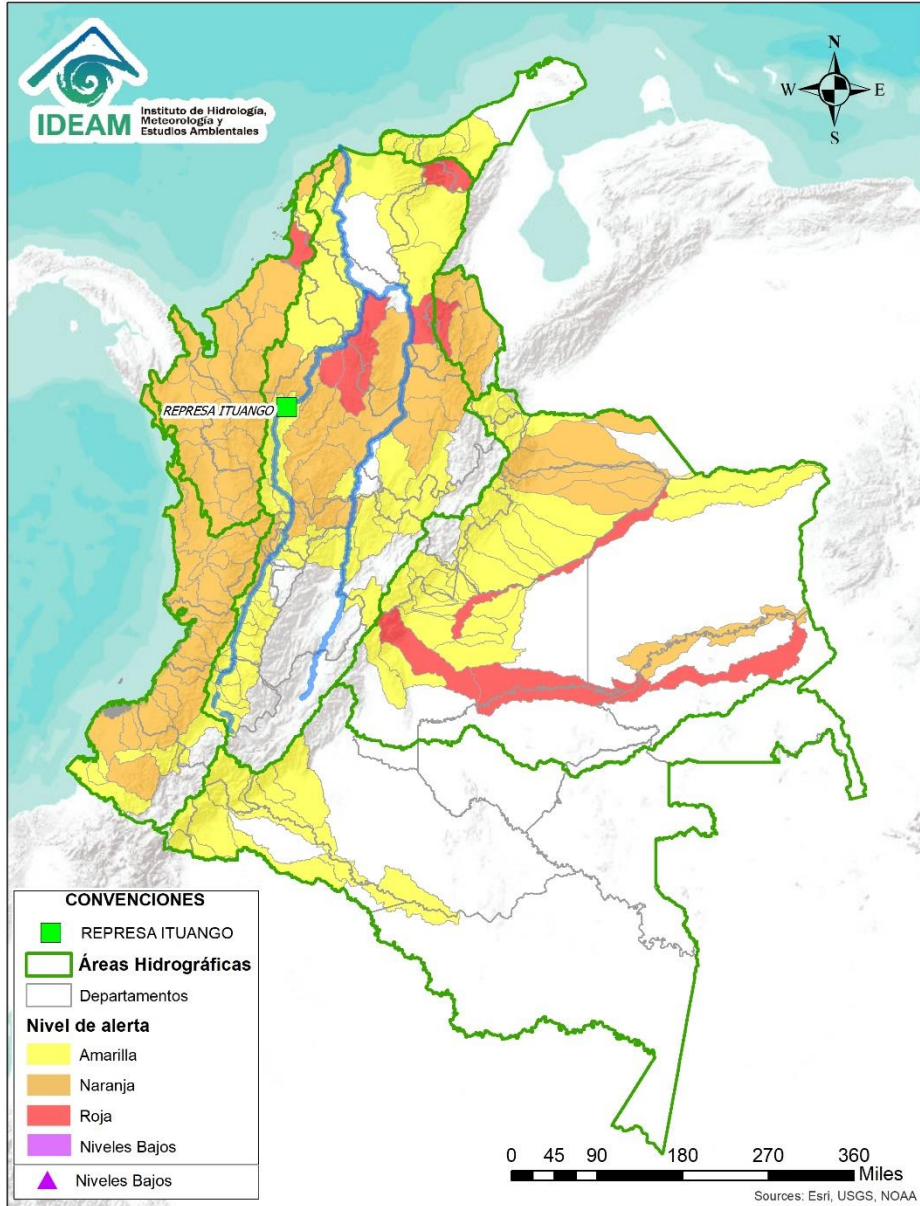 IDEAM
Instituto de Hidrología,
Meteorología y
Estudios Ambientales
N
W
E
S
REPRESA ITUANGO
CONVENCIONES
REPRESA ITUANGO
Áreas Hidrográficas
Departamentos
Nivel de alerta
Amarilla
Naranja
Roja
Niveles Bajos
Niveles Bajos
0 45 90 180 270 360
Miles
Sources: Esri, USGS, NOAA